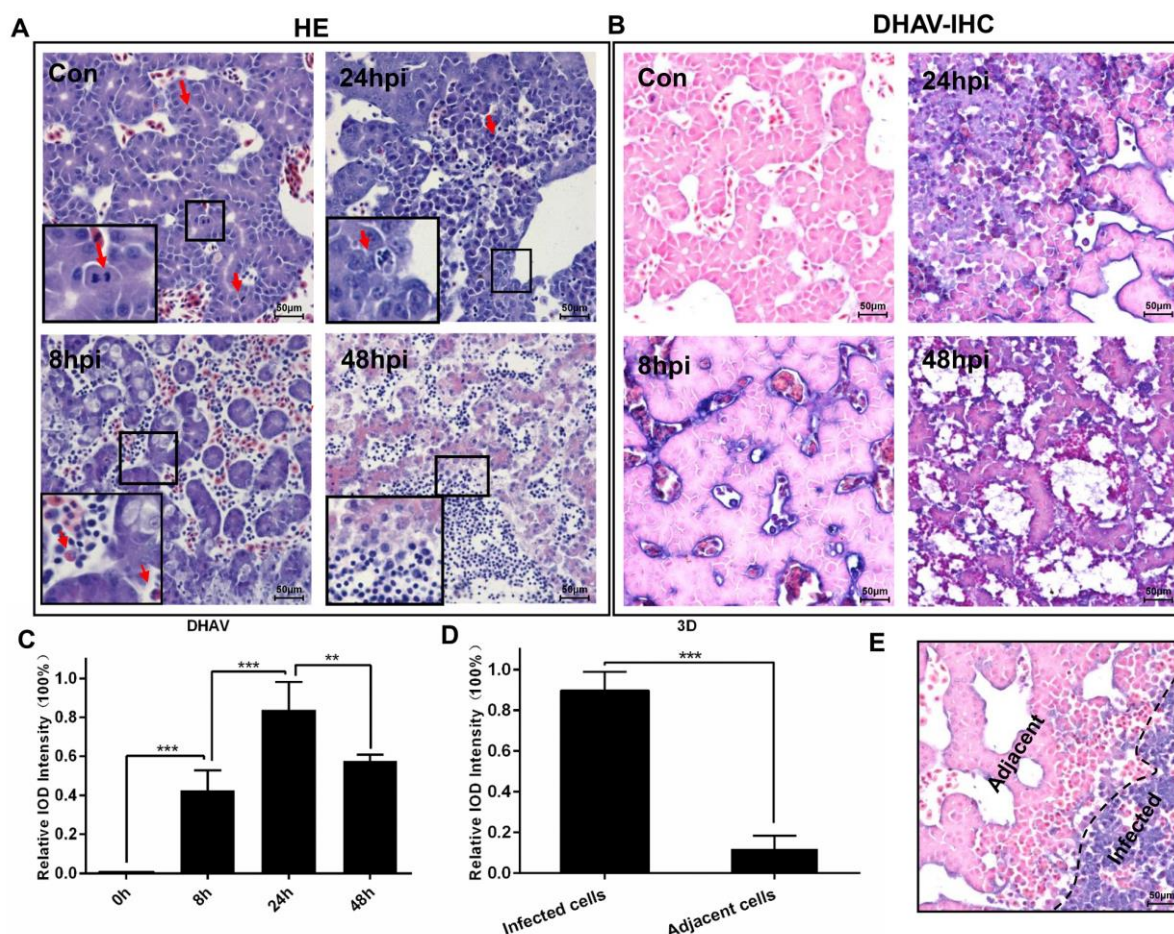 A
HE
Con
50μm
24hpi
50μm
8hpi
50μm
48hpi
50μm
B
DHAV-IHC
Con
50μm
24hpi
50μm
8hpi
50μm
48hpi
50μm
C
DHAV
Relative IOD Intensity (100%)
1.0
0.8
0.6
0.4
0.2
0.0
***
***
**
0h
8h
24h
48h
D
3D
Relative IOD Intensity (100%)
1.0
0.8
0.6
0.4
0.2
0.0
***
Infected cells
Adjacent cells
E
Adjacent
Infected
50μm